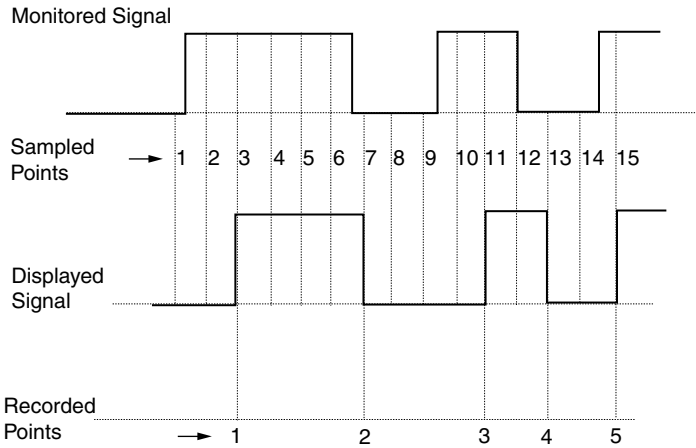 Monitored Signal
Sampled
Points
1 2 3 4 5 6 7 8 9 10 11 12 13 14 15
Displayed
Signal
Recorded
Points
1 2 3 4 5